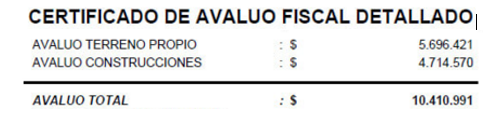 CERTIFICADO DE AVALUO FISCAL DETALLADO
AVALUO TERRENO PROPIO : $ 5.696.421
AVALUO CONSTRUCCIONES : $ 4.714.570
AVALUO TOTAL : $ 10.410.991